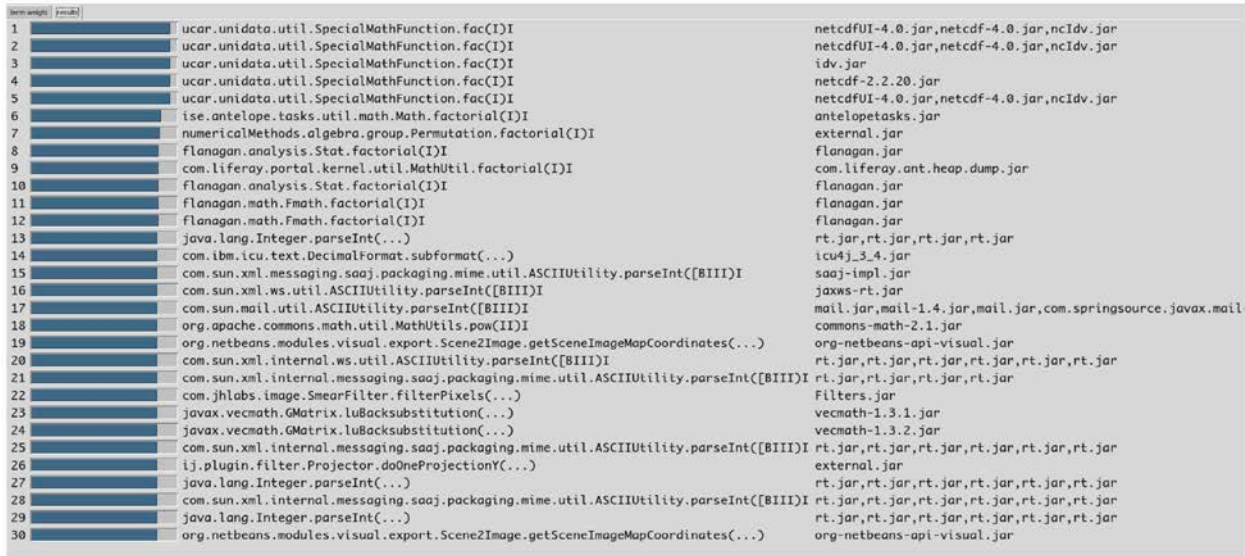 term weigts results
1 ucar.unidata.util.SpecialMathFunction.fac(I)I netcdfUI-4.0.jar,netcdf-4.0.jar,ncIdv.jar
2 ucar.unidata.util.SpecialMathFunction.fac(I)I netcdfUI-4.0.jar,netcdf-4.0.jar,ncIdv.jar
3 ucar.unidata.util.SpecialMathFunction.fac(I)I idv.jar
4 ucar.unidata.util.SpecialMathFunction.fac(I)I netcdf-2.2.20.jar
5 ucar.unidata.util.SpecialMathFunction.fac(I)I netcdfUI-4.0.jar,netcdf-4.0.jar,ncIdv.jar
6 ise.antelope.tasks.util.math.Math.factorial(I)I antelopetasks.jar
7 numericalMethods.algebra.group.Permutation.factorial(I)I external.jar
8 flanagan.analysis.Stat.factorial(I)I flanagan.jar
9 com.liferay.portal.kernel.util.MathUtil.factorial(I)I com.liferay.ant.heap.dump.jar
10 flanagan.analysis.Stat.factorial(I)I flanagan.jar
11 flanagan.math.Fmath.factorial(I)I flanagan.jar
12 flanagan.math.Fmath.factorial(I)I flanagan.jar
13 java.lang.Integer.parseInt(...) rt.jar,rt.jar,rt.jar,rt.jar
14 com.ibm.icu.text.DecimalFormat.subformat(...) icu4j_3_4.jar
15 com.sun.xml.messaging.saaj.packaging.mime.util.ASCIIUtility.parseInt([BIII)I saaj-impl.jar
16 com.sun.xml.ws.util.ASCIIUtility.parseInt([BIII)I jaxws-rt.jar
17 com.sun.mail.util.ASCIIUtility.parseInt([BIII)I mail.jar,mail-1.4.jar,mail.jar,com.springsource.javax.mail-
18 org.apache.commons.math.util.MathUtils.pow(II)I commons-math-2.1.jar
19 org.netbeans.modules.visual.export.Scene2Image.getSceneImageMapCoordinates(...) org-netbeans-api-visual.jar
20 com.sun.xml.internal.ws.util.ASCIIUtility.parseInt([BIII)I rt.jar,rt.jar,rt.jar,rt.jar,rt.jar,rt.jar
21 com.sun.xml.internal.messaging.saaj.packaging.mime.util.ASCIIUtility.parseInt([BIII)I rt.jar,rt.jar,rt.jar,rt.jar
22 com.jhlabs.image.SmearFilter.filterPixels(...) Filters.jar
23 javax.vecmath.GMatrix.luBacksubstitution(...) vecmath-1.3.1.jar
24 javax.vecmath.GMatrix.luBacksubstitution(...) vecmath-1.3.2.jar
25 com.sun.xml.internal.messaging.saaj.packaging.mime.util.ASCIIUtility.parseInt([BIII)I rt.jar,rt.jar,rt.jar,rt.jar,rt.jar,rt.jar
26 ij.plugin.filter.Projector.doOneProjectionY(...) external.jar
27 java.lang.Integer.parseInt(...) rt.jar,rt.jar,rt.jar,rt.jar,rt.jar,rt.jar
28 com.sun.xml.internal.messaging.saaj.packaging.mime.util.ASCIIUtility.parseInt([BIII)I rt.jar,rt.jar,rt.jar,rt.jar,rt.jar,rt.jar
29 java.lang.Integer.parseInt(...) rt.jar,rt.jar,rt.jar,rt.jar,rt.jar,rt.jar
30 org.netbeans.modules.visual.export.Scene2Image.getSceneImageMapCoordinates(...) org-netbeans-api-visual.jar